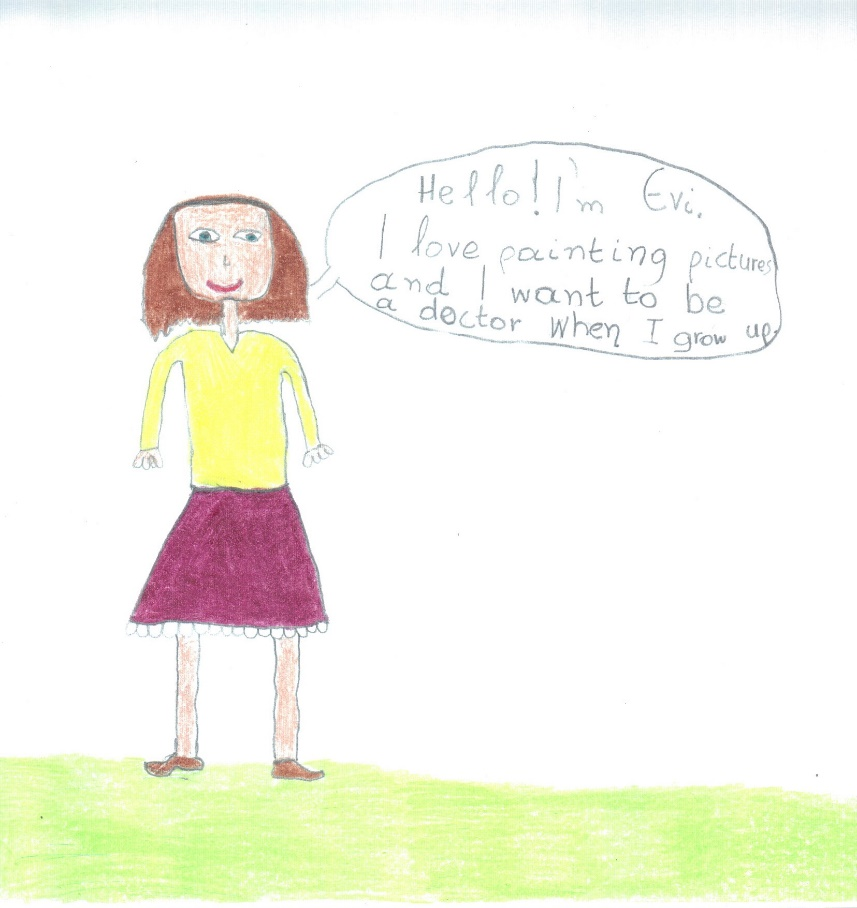 Hello! I'm Evi.
I love painting pictures
and I want to be
a doctor when I grow up.